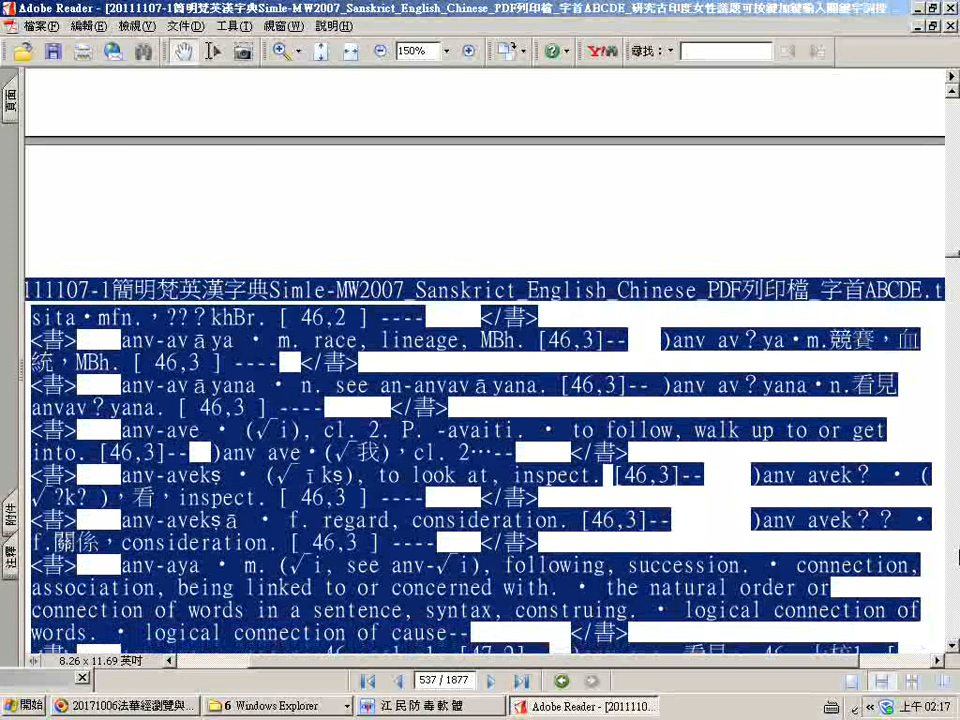 Adobe Reader - [20111107-1簡明梵英漢字典Simle-MW2007_Sanskrict_English_Chinese_PDF列印檔_字首ABCDE_研究古印度女性議題可按
檔案(F) 編輯(E) 檢視(V) 文件(D) 工具(T) 視窗(W) 說明(H)
150% 尋找：
頁面
111107-1簡明梵英漢字典Simle-MW2007_Sanskrict_English_Chinese_PDF列印檔_字首ABCDE.t
sita‧mfn.，???khBr. [ 46,2 ] ---- </書>
<書> anv-avāya ‧ m. race, lineage, MBh. [46,3]-- )anv av?ya‧m.競賽，血
統，MBh. [ 46,3 ] ---- </書>
<書> anv-avāyana ‧ n. see an-anvavāyana. [46,3]-- )anv av?yana‧n.看見
anvav?yana. [ 46,3 ] ---- </書>
<書> anv-ave ‧ (√i), cl. 2. P. -avaiti. ‧ to follow, walk up to or get
into. [46,3]-- )anv ave‧(√我)，cl. 2…-- </書>
<書> anv-avekṣ ‧ (√īkṣ), to look at, inspect. [46,3]-- )anv avek? ‧ (
√?k? )，看，inspect. [ 46,3 ] ---- </書>
<書> anv-avekṣā ‧ f. regard, consideration. [46,3]-- )anv avek?? ‧
f.關係，consideration. [ 46,3 ] ---- </書>
<書> anv-aya ‧ m. (√i, see anv-√i), following, succession. ‧ connection,
association, being linked to or concerned with. ‧ the natural order or
connection of words in a sentence, syntax, construing. ‧ logical connection of
words. ‧ logical connection of cause-- </書>
附件
注釋
8.26 x 11.69 英吋
537 / 1877
開始 20171006法華經瀏覽與... 6 Windows Explorer 江民防毒軟體 Adobe Reader - [2011110... 上午 02:17